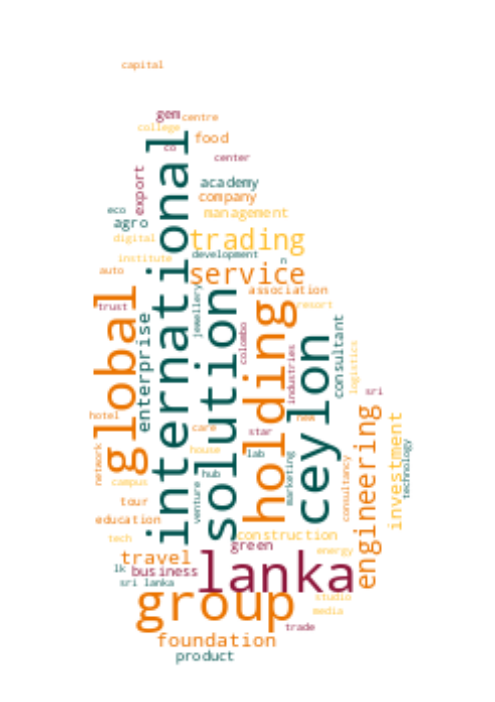 capital
gem
centre
college
food
co
center
export
academy
company
eco
management
agro
digital
trading
development
n
institute
auto
service
association
trust
international
global
enterprise
jewellery
solution
colombo
holding
resort
industries
ceylon
consultant
logistics
sri
hotel
new
care
star
network
house
lab
engineering
investment
technology
campus
hub
marketing
consultancy
venture
tour
education
tech
construction
green
energy
travel
lk
business
lanka
sri lanka
group
studio
media
trade
foundation
product